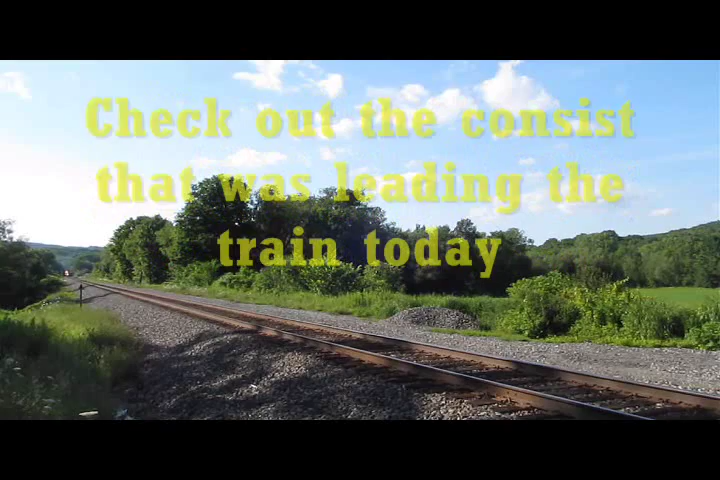 Check out the consist
that was leading the
train today